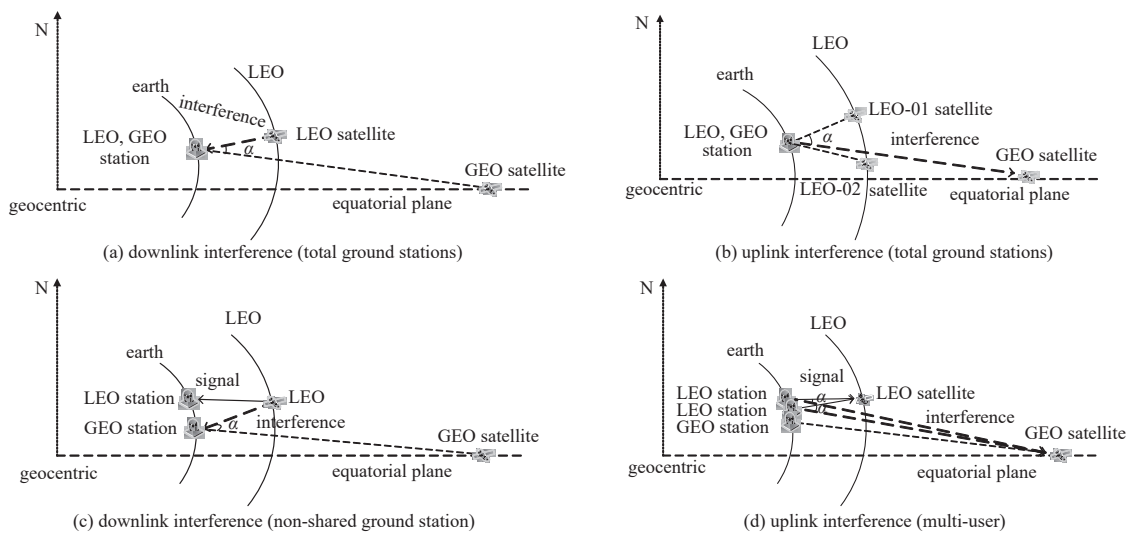 N
LEO
earth
interference
LEO, GEO
station
LEO satellite
α
GEO satellite
geocentric
equatorial plane
(a) downlink interference (total ground stations)
N
LEO
earth
LEO-01 satellite
LEO, GEO
station
α
interference
GEO satellite
LEO-02 satellite
geocentric
equatorial plane
(b) uplink interference (total ground stations)
N
LEO
earth
signal
LEO station
LEO
GEO station
α
interference
GEO satellite
geocentric
equatorial plane
(c) downlink interference (non-shared ground station)
N
LEO
earth
signal
LEO station
α
LEO satellite
LEO station
α
interference
GEO station
GEO satellite
geocentric
equatorial plane
(d) uplink interference (multi-user)